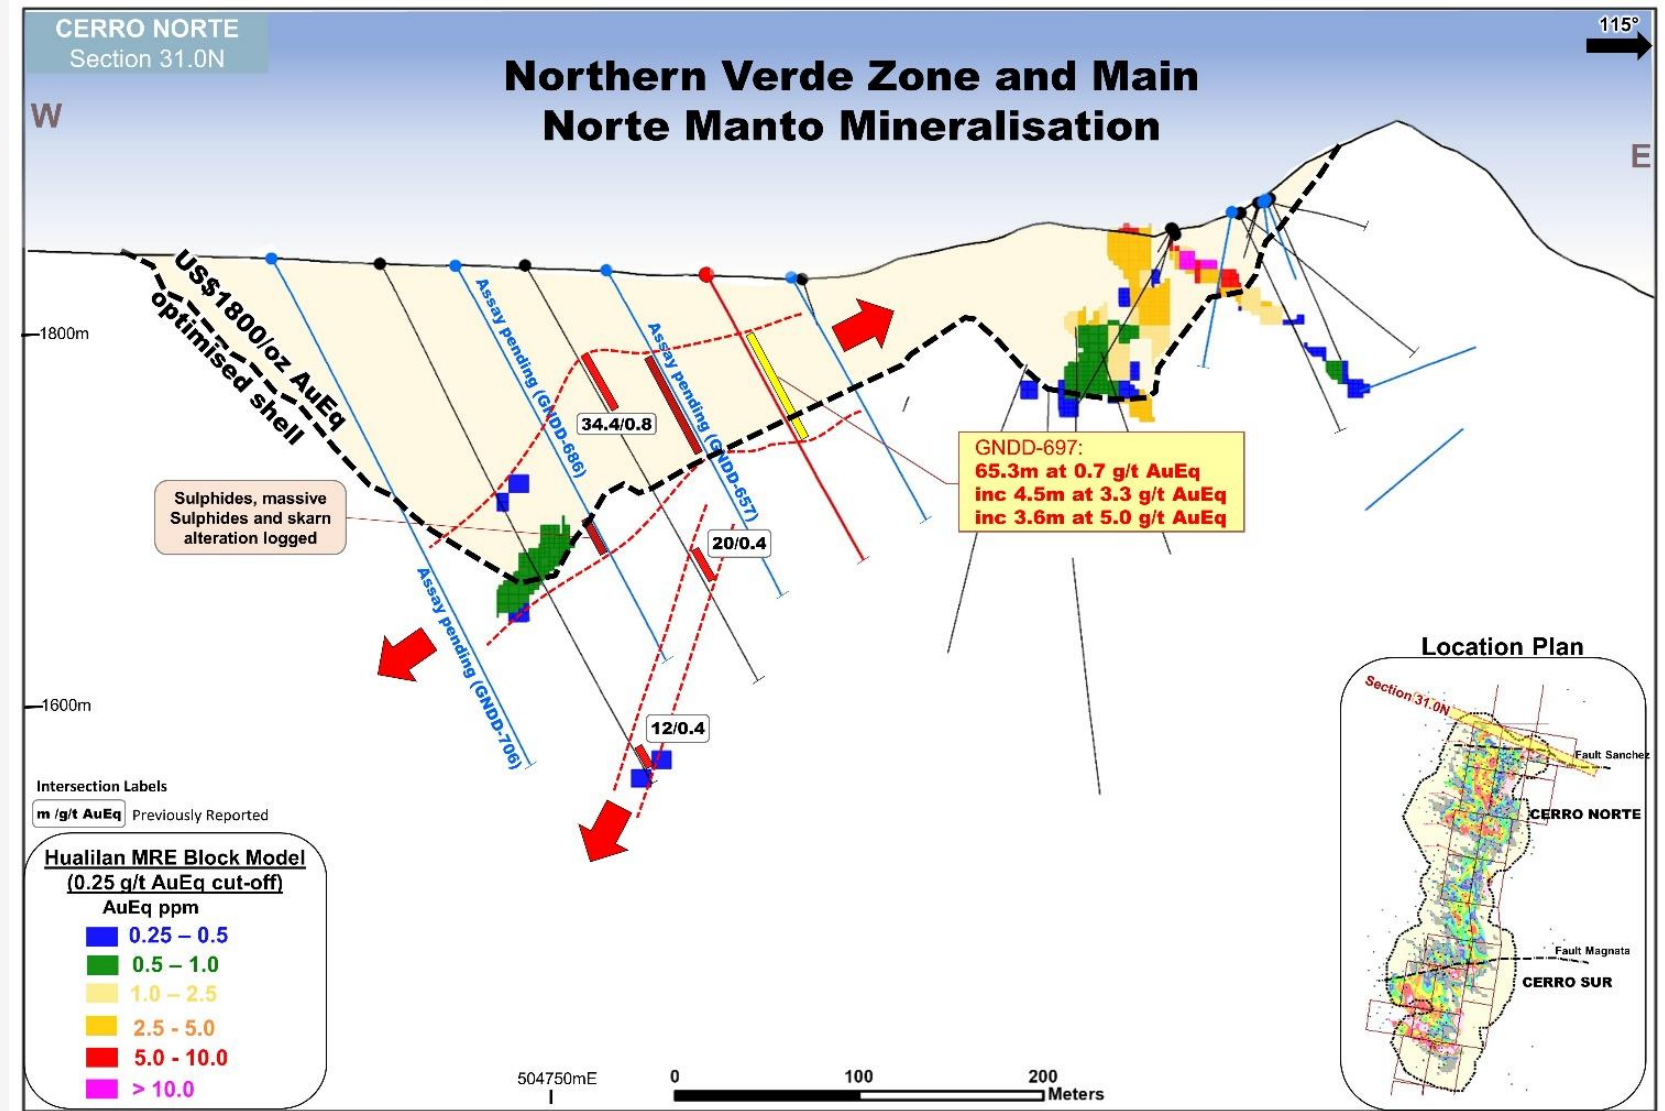 CERRO NORTE
Section 31.0N
115°
Northern Verde Zone and Main
Norte Manto Mineralisation
W
E
US$1800/oz AuEq
optimised shell
1800m
Assay pending (GNDD-686)
Assay pending (GNDD-657)
34.4/0.8
GNDD-697:
65.3m at 0.7 g/t AuEq
inc 4.5m at 3.3 g/t AuEq
inc 3.6m at 5.0 g/t AuEq
Sulphides, massive
Sulphides and skarn
alteration logged
20/0.4
Assay pending (GNDD-706)
1600m
12/0.4
Location Plan
Section 31.0N
Fault Sanchez
CERRO NORTE
Fault Magnata
CERRO SUR
Intersection Labels
m /g/t AuEq Previously Reported
Hualilan MRE Block Model
(0.25 g/t AuEq cut-off)
AuEq ppm
0.25 – 0.5
0.5 – 1.0
1.0 – 2.5
2.5 - 5.0
5.0 - 10.0
> 10.0
504750mE
0 100 200
Meters